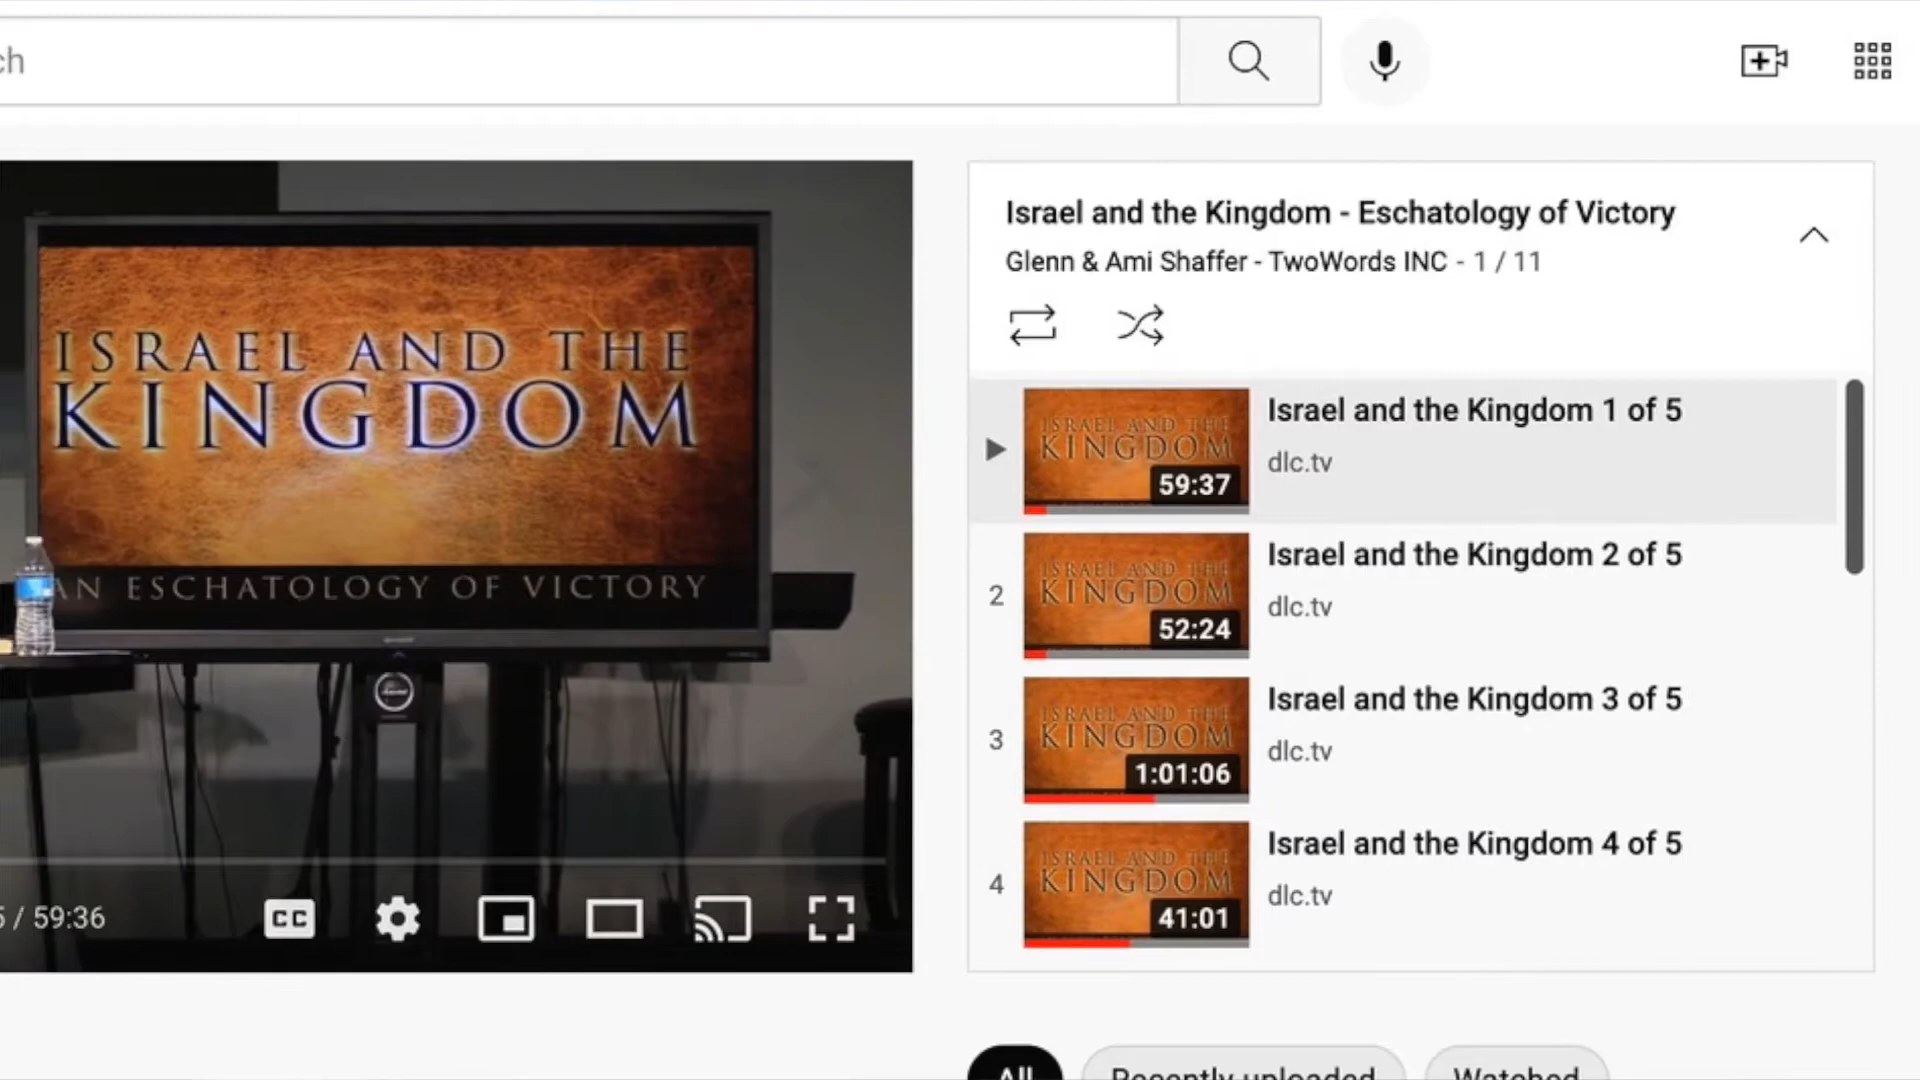 ch
ISRAEL AND THE
KINGDOM
AN ESCHATOLOGY OF VICTORY
5 / 59:36
CC
Israel and the Kingdom - Eschatology of Victory
Glenn & Ami Shaffer - TwoWords INC - 1 / 11
ISRAEL AND THE
KINGDOM
59:37
Israel and the Kingdom 1 of 5
dlc.tv
2
ISRAEL AND THE
KINGDOM
52:24
Israel and the Kingdom 2 of 5
dlc.tv
3
ISRAEL AND THE
KINGDOM
1:01:06
Israel and the Kingdom 3 of 5
dlc.tv
4
ISRAEL AND THE
KINGDOM
41:01
Israel and the Kingdom 4 of 5
dlc.tv
All
Recently uploaded
Watched